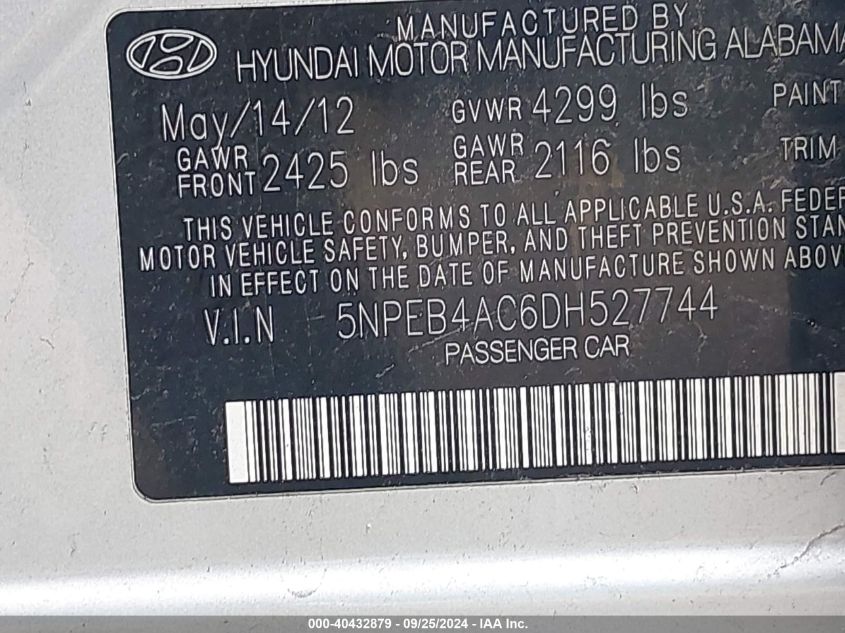 MANUFACTURED BY
HYUNDAI MOTOR MANUFACTURING ALABAMA
May/14/12 GVWR 4299 lbs PAINT
GAWR FRONT 2425 lbs GAWR REAR 2116 lbs TRIM
THIS VEHICLE CONFORMS TO ALL APPLICABLE U.S.A. FEDER
MOTOR VEHICLE SAFETY, BUMPER, AND THEFT PREVENTION STAN
IN EFFECT ON THE DATE OF MANUFACTURE SHOWN ABOV
V.I.N 5NPEB4AC6DH527744
PASSENGER CAR
000-40432879 - 09/25/2024 - IAA Inc.